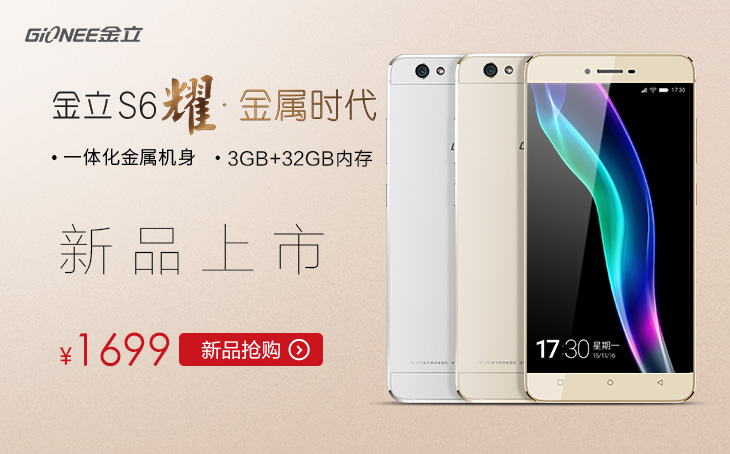 GiONEE金立
金立S6耀·金属时代
• 一体化金属机身 • 3GB+32GB内存
新品上市
¥1699 新品抢购
17:30
17:30 星期一
15/11/16